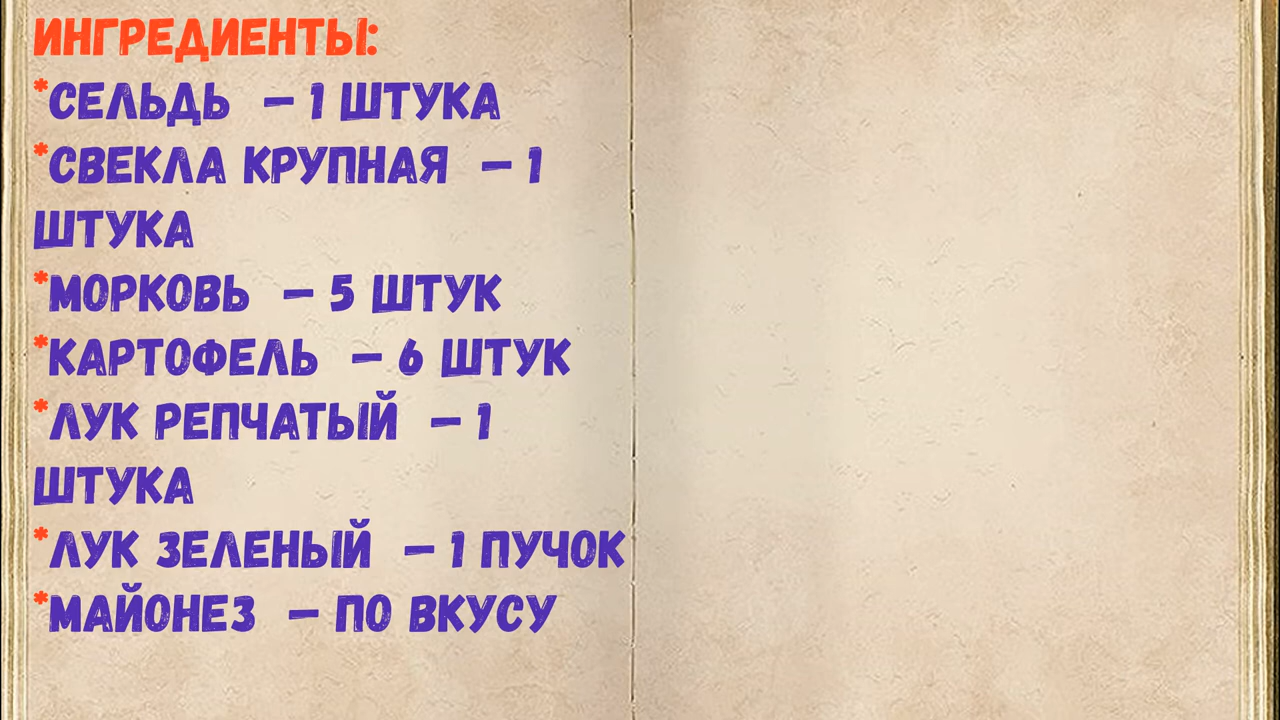 ИНГРЕДИЕНТЫ:
*СЕЛЬДЬ – 1 ШТУКА
*СВЕКЛА КРУПНАЯ – 1
ШТУКА
*МОРКОВЬ – 5 ШТУК
*КАРТОФЕЛЬ – 6 ШТУК
*ЛУК РЕПЧАТЫЙ – 1
ШТУКА
*ЛУК ЗЕЛЕНЫЙ – 1 ПУЧОК
*МАЙОНЕЗ – ПО ВКУСУ